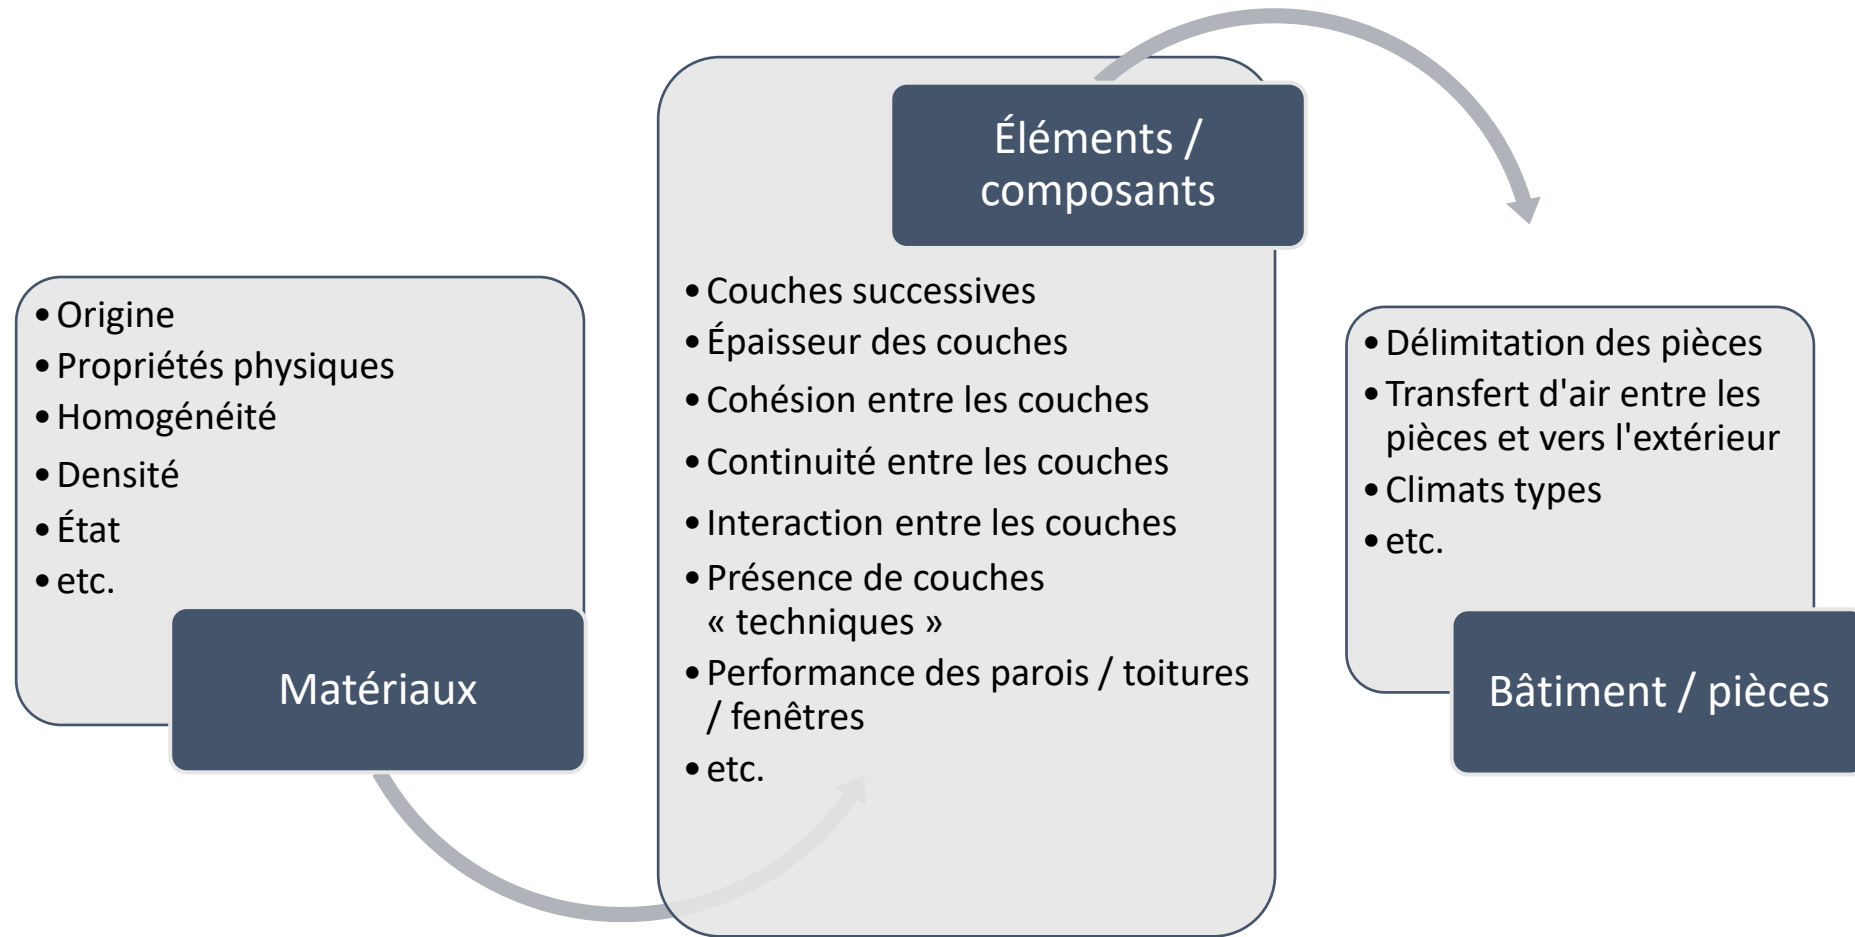 • Origine
• Propriétés physiques
• Homogénéité
• Densité
• État
• etc.
Matériaux
Éléments /
composants
• Couches successives
• Épaisseur des couches
• Cohésion entre les couches
• Continuité entre les couches
• Interaction entre les couches
• Présence de couches
« techniques »
• Performance des parois / toitures
/ fenêtres
• etc.
• Délimitation des pièces
• Transfert d'air entre les
pièces et vers l'extérieur
• Climats types
• etc.
Bâtiment / pièces